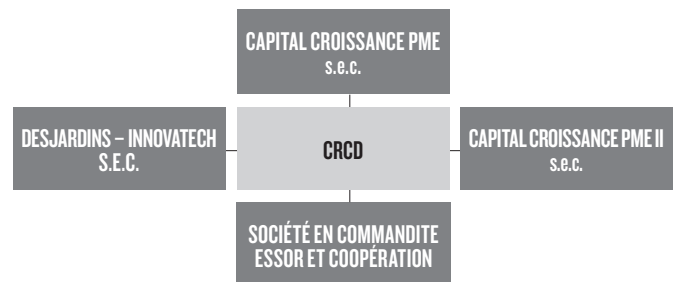 CAPITAL CROISSANCE PME
s.e.c.
DESJARDINS – INNOVATECH
S.E.C.
CRCD
CAPITAL CROISSANCE PME II
s.e.c.
SOCIÉTÉ EN COMMANDITE
ESSOR ET COOPÉRATION